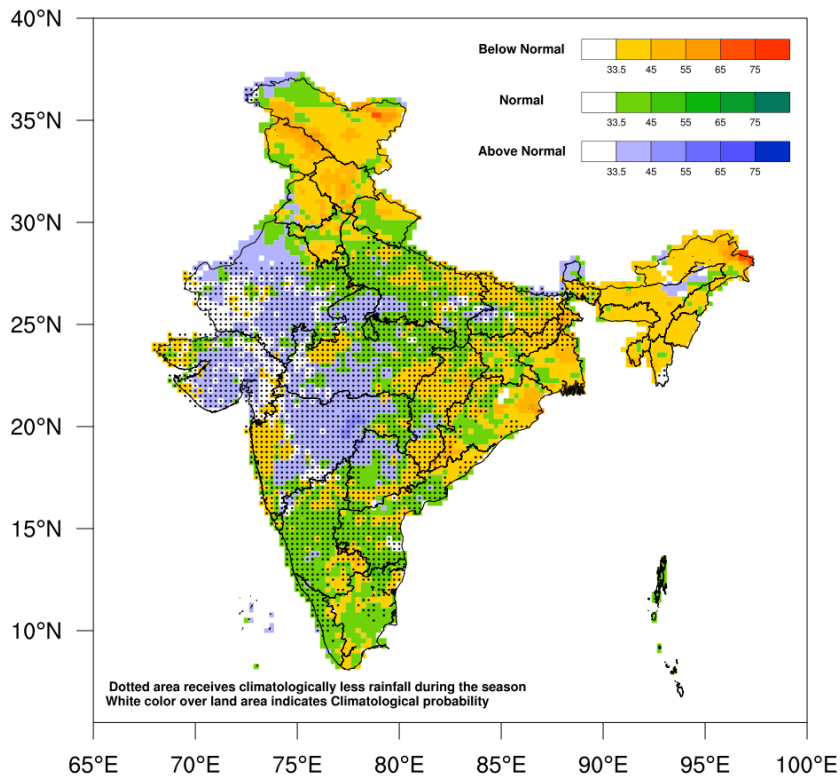 40°N
Below Normal
33.5 45 55 65 75
Normal
33.5 45 55 65 75
Above Normal
33.5 45 55 65 75
35°N
30°N
25°N
20°N
15°N
10°N
Dotted area receives climatologically less rainfall during the season
White color over land area indicates Climatological probability
65°E 70°E 75°E 80°E 85°E 90°E 95°E 100°E